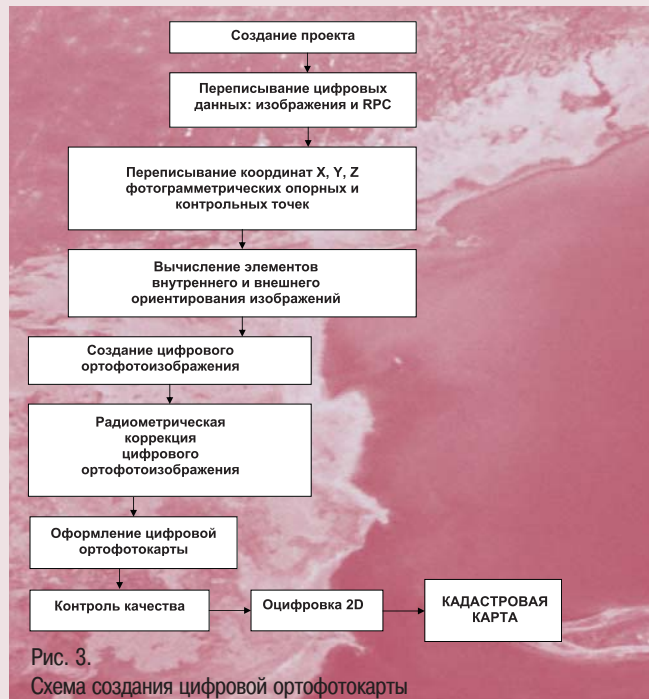 Создание проекта
Переписывание цифровых
данных: изображения и RPC
Переписывание координат X, Y, Z
фотограмметрических опорных и
контрольных точек
Вычисление элементов
внутреннего и внешнего
ориентирования изображений
Создание цифрового
ортофотоизображения
Радиометрическая
коррекция
цифрового
ортофотоизображения
Оформление цифровой
ортофотокарты
Контроль качества
Оцифровка 2D
КАДАСТРОВАЯ
КАРТА
Рис. 3.
Схема создания цифровой ортофотокарты